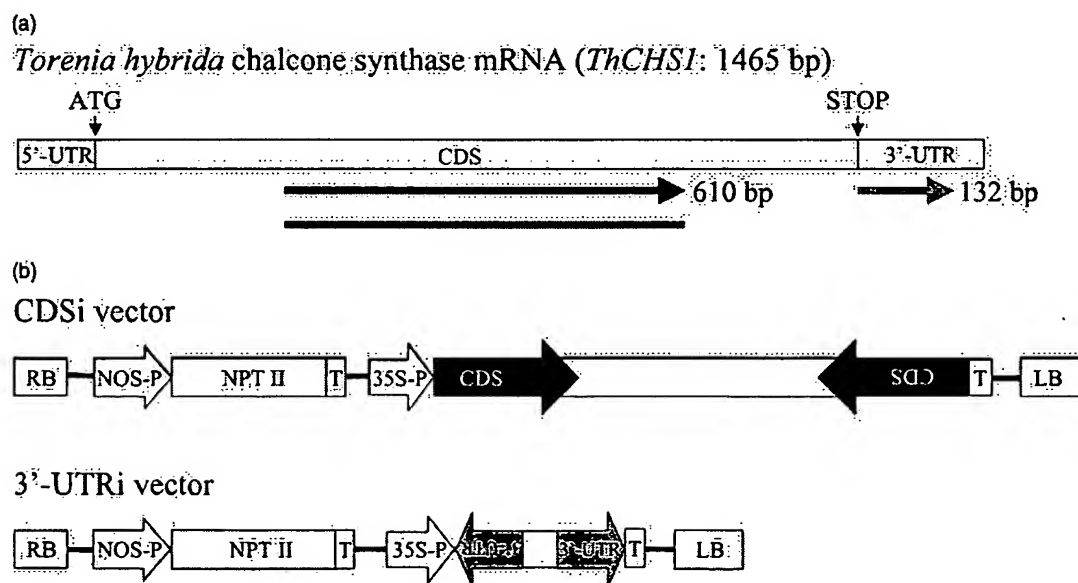 (a)
Torenia hybrida chalcone synthase mRNA (ThCHS1: 1465 bp)
ATG STOP
5'-UTR CDS 3'-UTR
610 bp 132 bp
(b)
CDSi vector
RB NOS-P NPT II T 35S-P CDS CDS T LB
3'-UTRi vector
RB NOS-P NPT II T 35S-P 3'-UTR 3'-UTR T LB